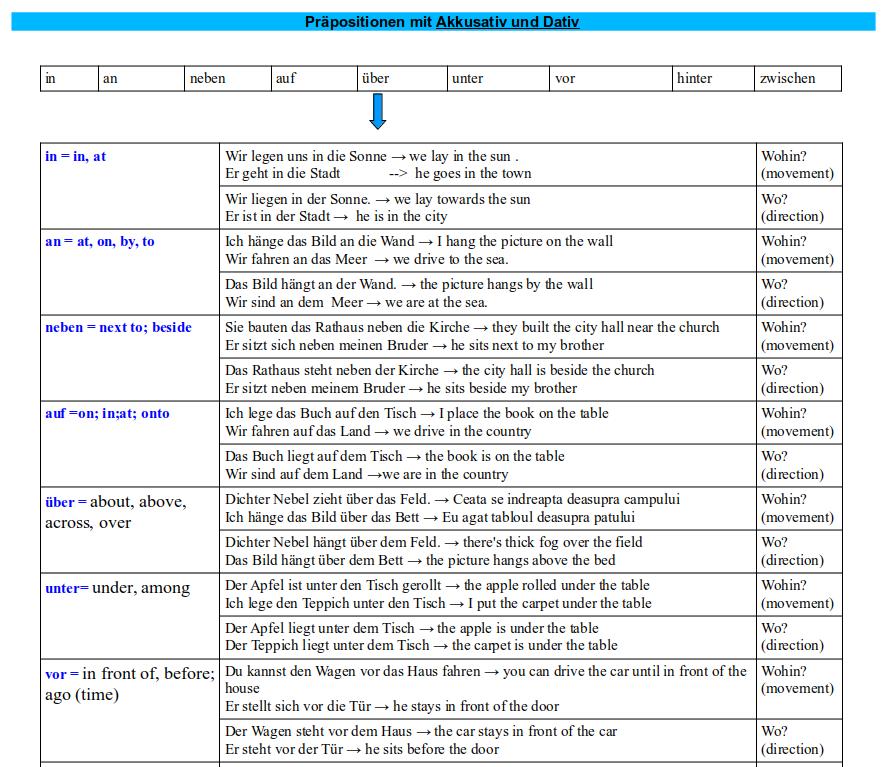 Präpositionen mit Akkusativ und Dativ
in an neben auf über unter vor hinter zwischen
in = in, at
Wir legen uns in die Sonne → we lay in the sun .
Er geht in die Stadt --> he goes in the town
Wohin?
(movement)
Wir liegen in der Sonne. → we lay towards the sun
Er ist in der Stadt → he is in the city
Wo?
(direction)
an = at, on, by, to
Ich hänge das Bild an die Wand → I hang the picture on the wall
Wir fahren an das Meer → we drive to the sea.
Wohin?
(movement)
Das Bild hängt an der Wand. → the picture hangs by the wall
Wir sind an dem Meer → we are at the sea.
Wo?
(direction)
neben = next to; beside
Sie bauten das Rathaus neben die Kirche → they built the city hall near the church
Er sitzt sich neben meinen Bruder → he sits next to my brother
Wohin?
(movement)
Das Rathaus steht neben der Kirche → the city hall is beside the church
Er sitzt neben meinem Bruder → he sits beside my brother
Wo?
(direction)
auf =on; in;at; onto
Ich lege das Buch auf den Tisch → I place the book on the table
Wir fahren auf das Land → we drive in the country
Wohin?
(movement)
Das Buch liegt auf dem Tisch → the book is on the table
Wir sind auf dem Land →we are in the country
Wo?
(direction)
über = about, above,
across, over
Dichter Nebel zieht über das Feld. → Ceata se indreapta deasupra campului
Ich hänge das Bild über das Bett → Eu agat tabloul deasupra patului
Wohin?
(movement)
Dichter Nebel hängt über dem Feld. → there's thick fog over the field
Das Bild hängt über dem Bett → the picture hangs above the bed
Wo?
(direction)
unter= under, among
Der Apfel ist unter den Tisch gerollt → the apple rolled under the table
Ich lege den Teppich unter den Tisch → I put the carpet under the table
Wohin?
(movement)
Der Apfel liegt unter dem Tisch → the apple is under the table
Der Teppich liegt unter dem Tisch → the carpet is under the table
Wo?
(direction)
vor = in front of, before;
ago (time)
Du kannst den Wagen vor das Haus fahren → you can drive the car until in front of the
house
Er stellt sich vor die Tür → he stays in front of the door
Wohin?
(movement)
Der Wagen steht vor dem Haus → the car stays in front of the car
Er steht vor der Tür → he sits before the door
Wo?
(direction)